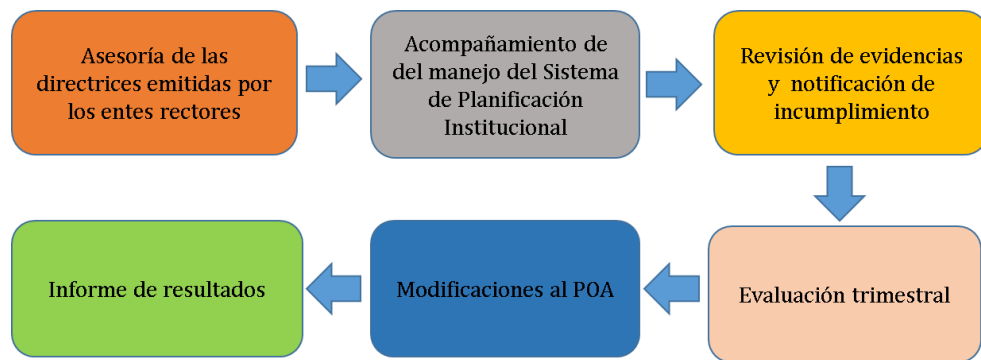 Asesoría de las
directrices emitidas por
los entes rectores
Acompañamiento de
del manejo del Sistema
de Planificación
Institucional
Revisión de evidencias
y notificación de
incumplimiento
Evaluación trimestral
Modificaciones al POA
Informe de resultados